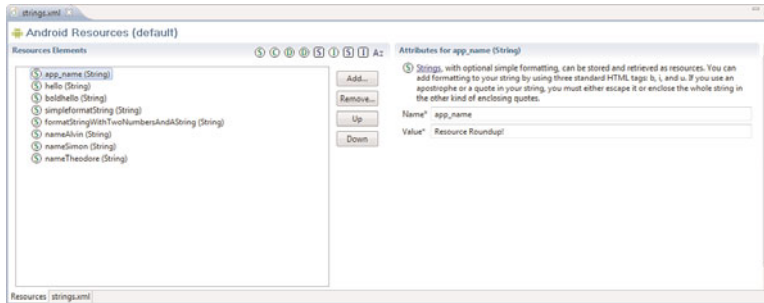 strings.xml
Android Resources (default)
Resources Elements
S C D D S I S I Az
S app_name (String)
S hello (String)
S boldhello (String)
S simpleformatString (String)
S formatStringWithTwoNumbersAndAString (String)
S nameAlvin (String)
S nameSimon (String)
S nameTheodore (String)
Add...
Remove...
Up
Down
Attributes for app_name (String)
S Strings, with optional simple formatting, can be stored and retrieved as resources. You can
add formatting to your string by using three standard HTML tags: b, i, and u. If you use an
apostrophe or a quote in your string, you must either escape it or enclose the whole string in
the other kind of enclosing quotes.
Name* app_name
Value* Resource Roundup!
Resources strings.xml